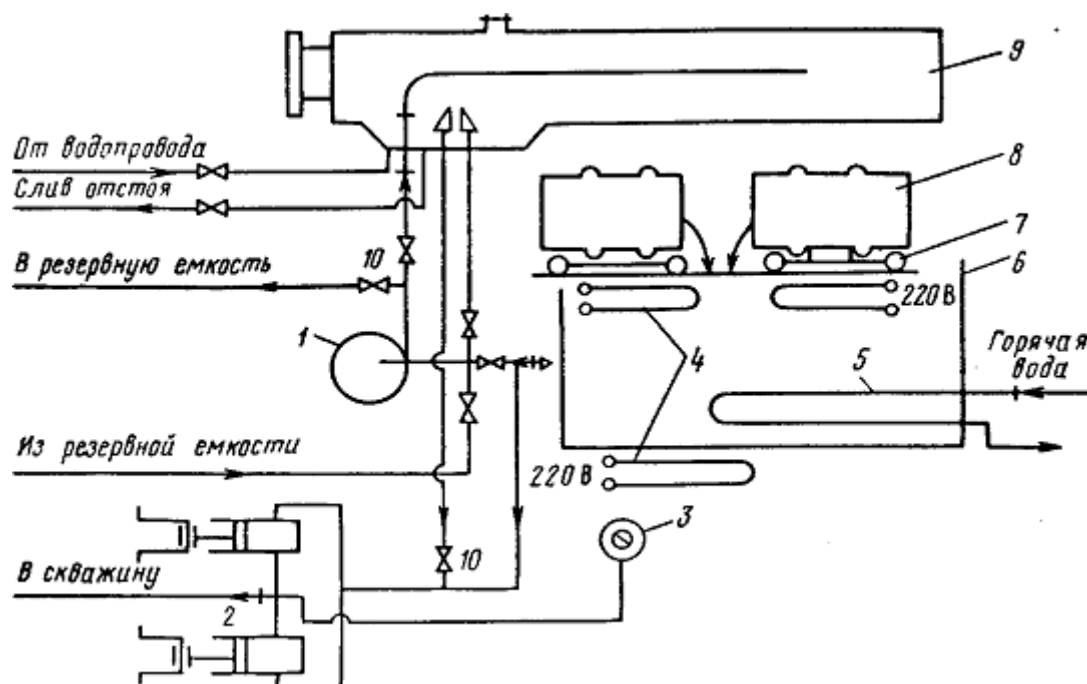 9
От водопровода
Слив отстоя
8
7
6
В резервную емкость
10
220 В
1
4
Горячая
вода
5
Из резервной емкости
220 В
3
10
В скважину
2